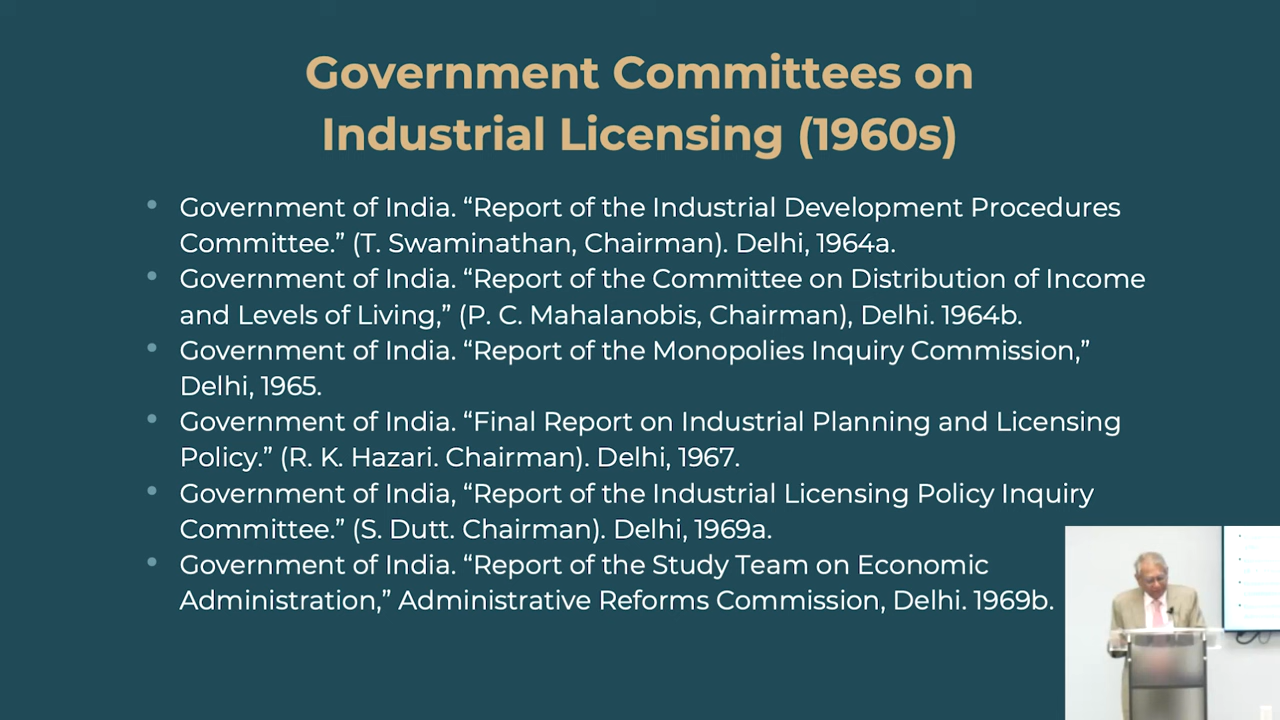 Government Committees on
Industrial Licensing (1960s)
• Government of India. “Report of the Industrial Development Procedures
Committee.” (T. Swaminathan, Chairman). Delhi, 1964a.
• Government of India. “Report of the Committee on Distribution of Income
and Levels of Living,” (P. C. Mahalanobis, Chairman), Delhi. 1964b.
• Government of India. “Report of the Monopolies Inquiry Commission,”
Delhi, 1965.
• Government of India. “Final Report on Industrial Planning and Licensing
Policy.” (R. K. Hazari. Chairman). Delhi, 1967.
• Government of India, “Report of the Industrial Licensing Policy Inquiry
Committee.” (S. Dutt. Chairman). Delhi, 1969a.
• Government of India. “Report of the Study Team on Economic
Administration,” Administrative Reforms Commission, Delhi. 1969b.